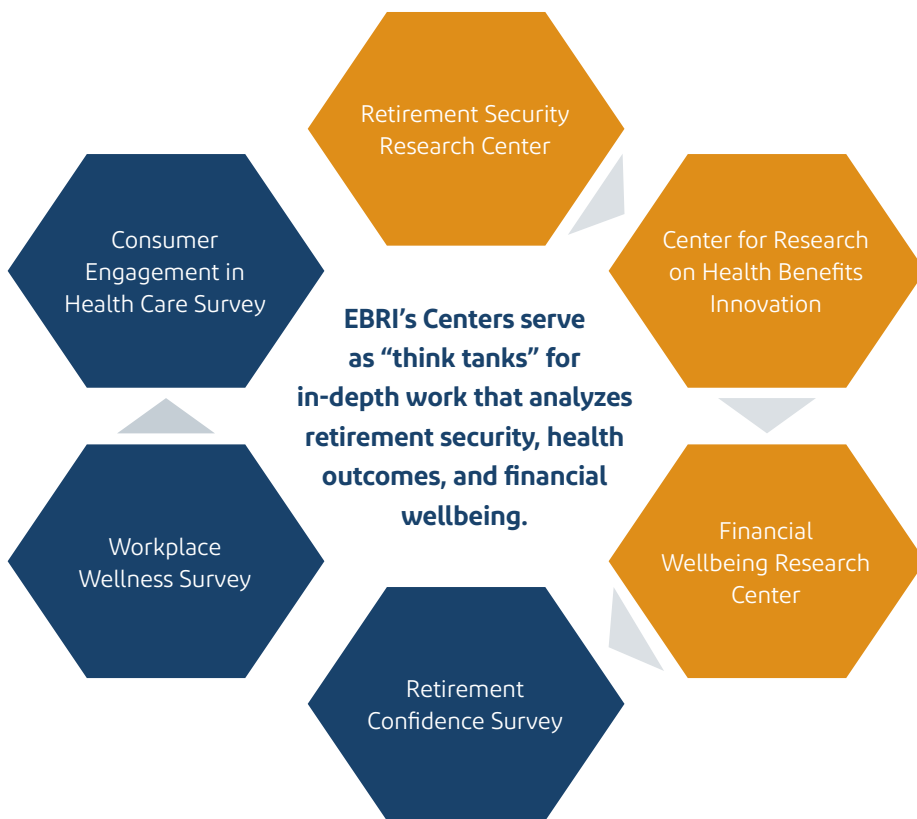 Retirement Security
Research Center
Center for Research
on Health Benefits
Innovation
Financial
Wellbeing Research
Center
Retirement
Confidence Survey
Workplace
Wellness Survey
Consumer
Engagement in
Health Care Survey
EBRI’s Centers serve
as “think tanks” for
in-depth work that analyzes
retirement security, health
outcomes, and financial
wellbeing.